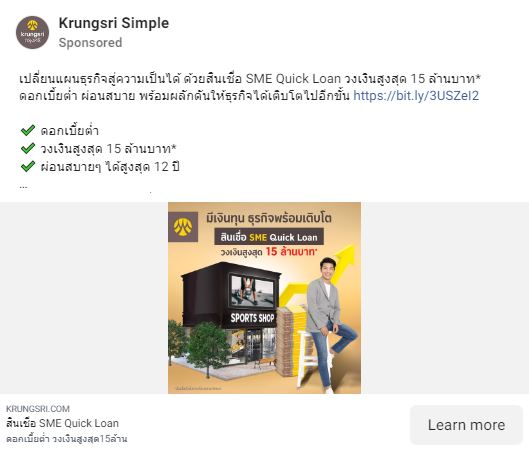 Krungsri Simple
krungsri
กรุงศรี
Sponsored
เปลี่ยนแผนธุรกิจสู่ความเป็นได้ ด้วยสินเชื่อ SME Quick Loan วงเงินสูงสุด 15 ล้านบาท*
ดอกเบี้ยต่ำ ผ่อนสบาย พร้อมผลักดันให้ธุรกิจได้เติบโตไปอีกขั้น https://bit.ly/3USZeI2
ดอกเบี้ยต่ำ
วงเงินสูงสุด 15 ล้านบาท*
ผ่อนสบายๆ ได้สูงสุด 12 ปี
...
มีเงินทุน ธุรกิจพร้อมเติบโต
สินเชื่อ SME Quick Loan
วงเงินสูงสุด 15 ล้านบาท*
SPORTS SHOP
KRUNGSRI.COM
สินเชื่อ SME Quick Loan
ดอกเบี้ยต่ำ วงเงินสูงสุด15ล้าน
Learn more